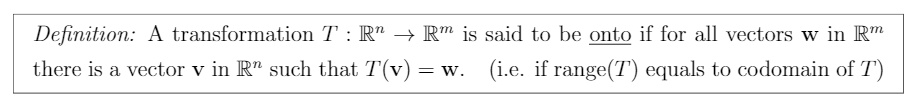 Definition: A transformation T : ℝⁿ → ℝᵐ is said to be onto if for all vectors w in ℝᵐ
there is a vector v in ℝⁿ such that T(v) = w. (i.e. if range(T) equals to codomain of T)